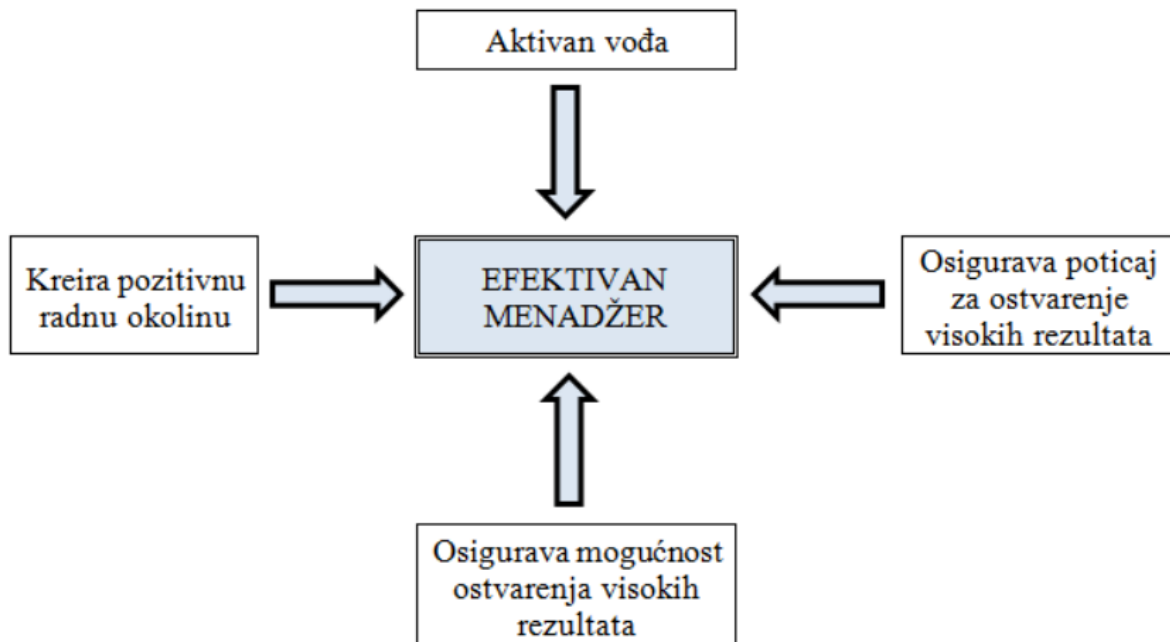 Aktivan vođa
Kreira pozitivnu
radnu okolinu
EFEKTIVAN
MENADŽER
Osigurava poticaj
za ostvarenje
visokih rezultata
Osigurava mogućnost
ostvarenja visokih
rezultata